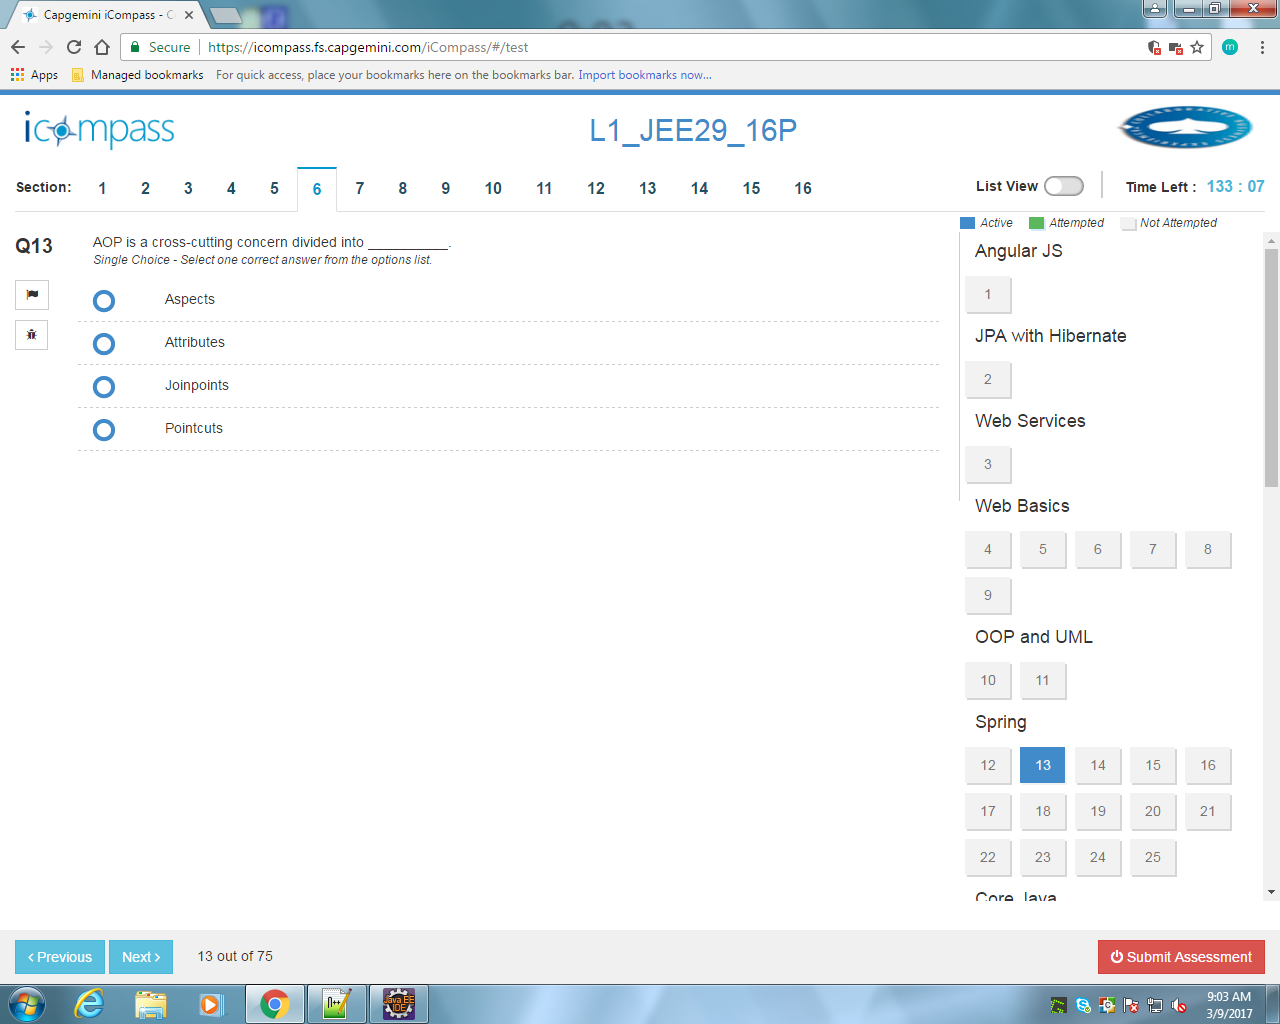 Capgemini iCompass - C
Secure https://icompass.fs.capgemini.com/iCompass/#/test
m
Apps Managed bookmarks For quick access, place your bookmarks here on the bookmarks bar. Import bookmarks now...
icompass
L1_JEE29_16P
Section: 1 2 3 4 5 6 7 8 9 10 11 12 13 14 15 16
List View
Time Left : 133 : 07
Active Attempted Not Attempted
Q13
AOP is a cross-cutting concern divided into __________.
Single Choice - Select one correct answer from the options list.
Aspects
Attributes
Joinpoints
Pointcuts
Angular JS
1
JPA with Hibernate
2
Web Services
3
Web Basics
4 5 6 7 8
9
OOP and UML
10 11
Spring
12 13 14 15 16
17 18 19 20 21
22 23 24 25
Core Java
‹ Previous
Next ›
13 out of 75
Submit Assessment
Java EE
IDE
9:03 AM
3/9/2017